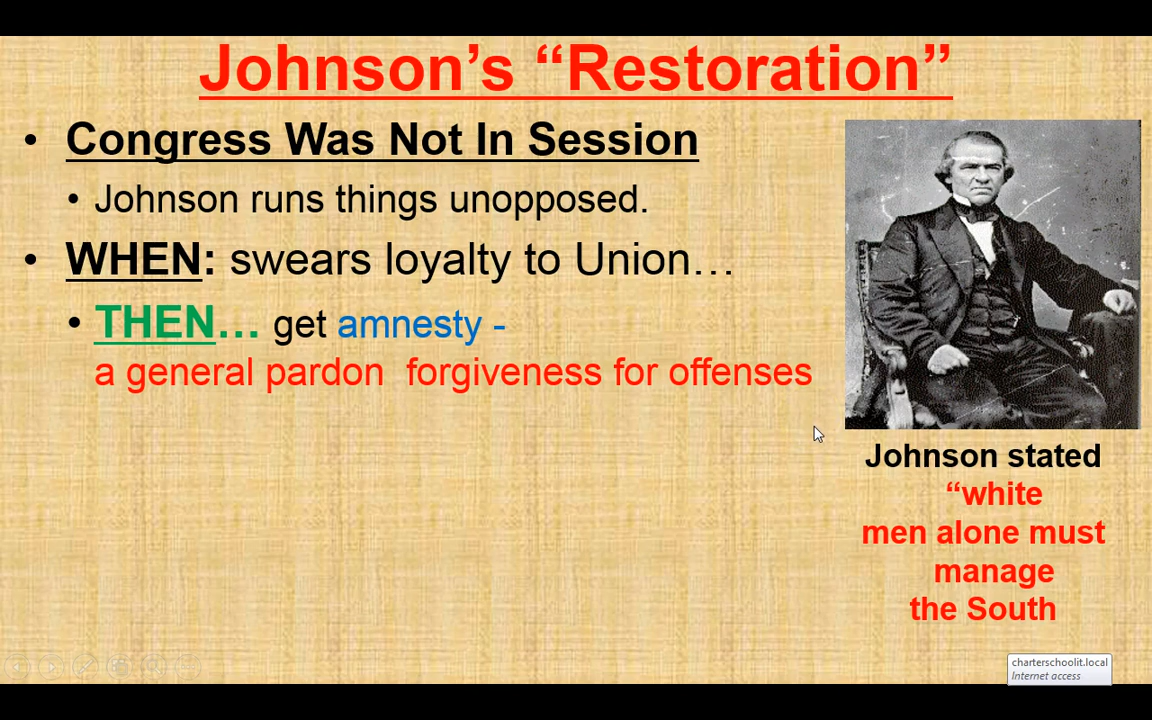 Johnson’s “Restoration”
• Congress Was Not In Session
• Johnson runs things unopposed.
• WHEN: swears loyalty to Union…
• THEN… get amnesty -
a general pardon forgiveness for offenses
Johnson stated
“white
men alone must
manage
the South
charterschoolit.local
Internet access